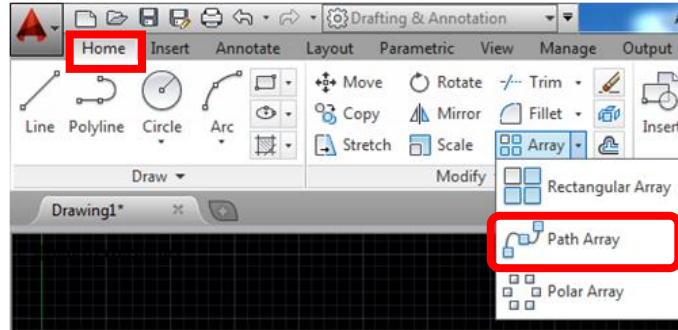 Drafting & Annotation
Home Insert Annotate Layout Parametric View Manage Output
Move Rotate Trim
Copy Mirror Fillet
Line Polyline Circle Arc Insert
Stretch Scale Array
Draw Modify
Rectangular Array
Drawing1*
Path Array
Polar Array